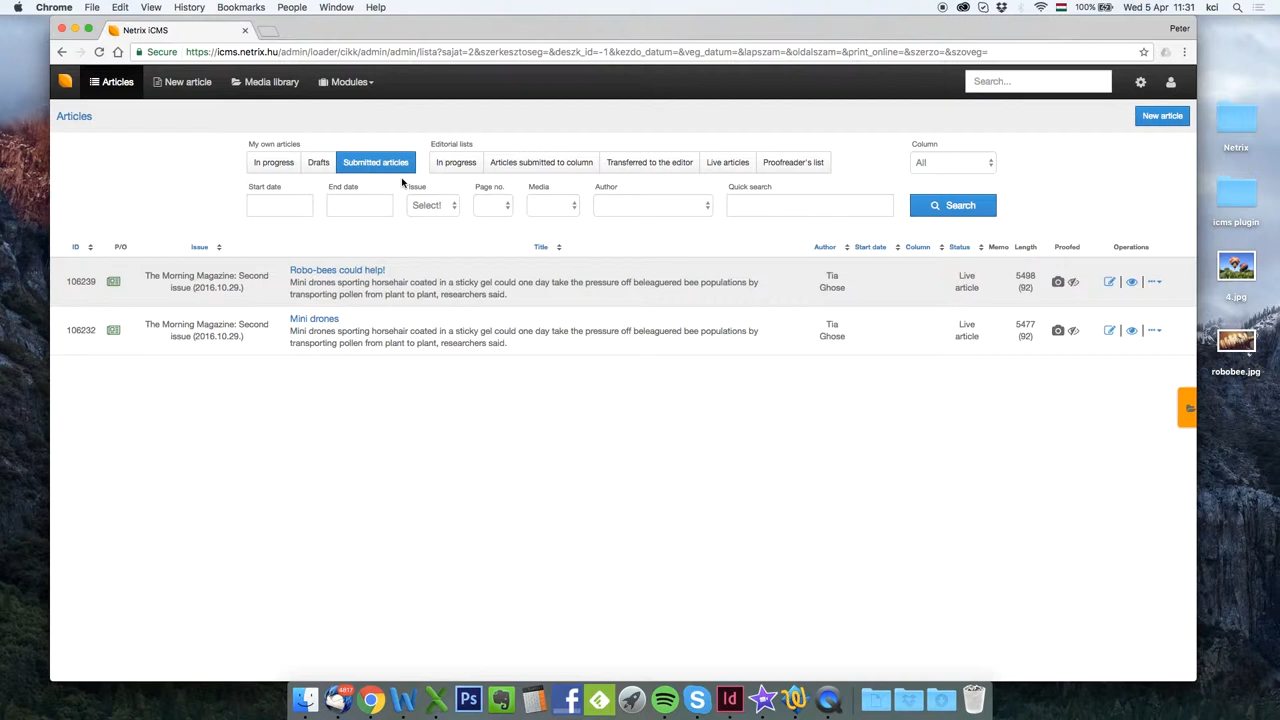 Chrome File Edit View History Bookmarks People Window Help 100% Wed 5 Apr 11:31 kci
Netrix iCMS Peter
Secure https://icms.netrix.hu/admin/loader/cikk/admin/admin/lista?sajat=2&szerkesztoseg=&deszk_id=-1&kezdo_datum=&veg_datum=&lapszam=&oldalszam=&print_online=&szerzo=&szoveg=
Articles New article Media library Modules Search...
Articles New article
My own articles Editorial lists Column
In progress Drafts Submitted articles In progress Articles submitted to column Transferred to the editor Live articles Proofreader's list All
Start date End date Issue Page no. Media Author Quick search
Select! Search
ID P/O Issue Title Author Start date Column Status Memo Length Proofed Operations
Robo-bees could help!
106239 The Morning Magazine: Second issue (2016.10.29.) Mini drones sporting horsehair coated in a sticky gel could one day take the pressure off beleaguered bee populations by Tia Ghose Live article 5498 (92)
transporting pollen from plant to plant, researchers said.
Mini drones
106232 The Morning Magazine: Second issue (2016.10.29.) Mini drones sporting horsehair coated in a sticky gel could one day take the pressure off beleaguered bee populations by Tia Ghose Live article 5477 (92)
transporting pollen from plant to plant, researchers said.
Netrix
icms plugin
4.jpg
robobee.jpg
4817
Ps
Id